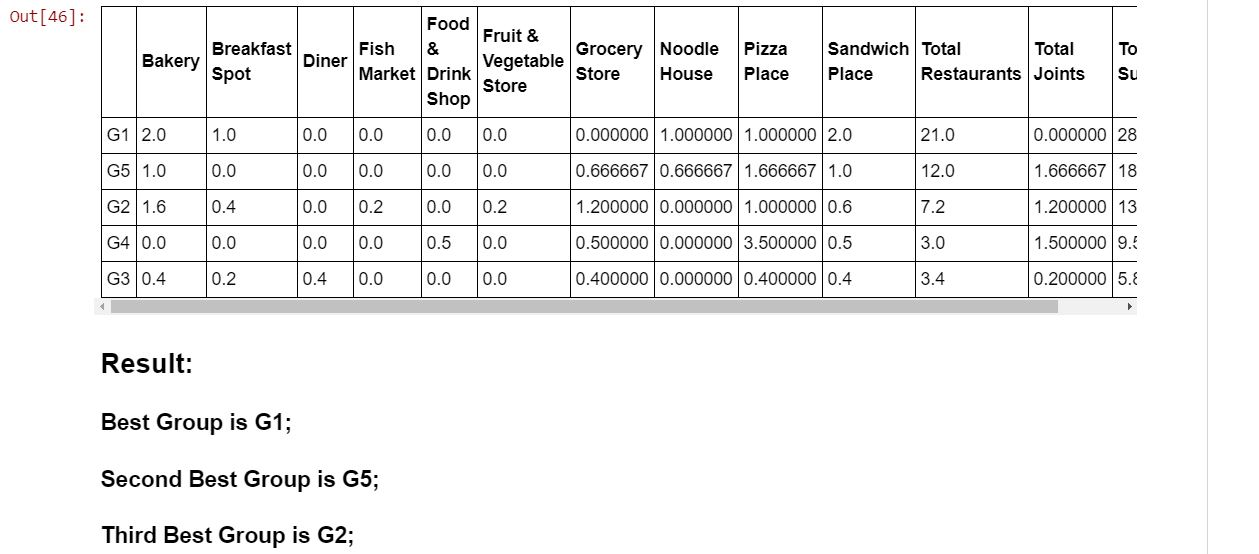 Out[46]:
Bakery Breakfast Spot Diner Fish Market Food & Drink Shop Fruit & Vegetable Store Grocery Store Noodle House Pizza Place Sandwich Place Total Restaurants Total Joints
G1 2.0 1.0 0.0 0.0 0.0 0.0 0.000000 1.000000 1.000000 2.0 21.0 0.000000 28
G5 1.0 0.0 0.0 0.0 0.0 0.0 0.666667 0.666667 1.666667 1.0 12.0 1.666667 18
G2 1.6 0.4 0.0 0.2 0.0 0.2 1.200000 0.000000 1.000000 0.6 7.2 1.200000 13
G4 0.0 0.0 0.0 0.0 0.5 0.0 0.500000 0.000000 3.500000 0.5 3.0 1.500000 9.5
G3 0.4 0.2 0.4 0.0 0.0 0.0 0.400000 0.000000 0.400000 0.4 3.4 0.200000 5.8
Result:
Best Group is G1;
Second Best Group is G5;
Third Best Group is G2;